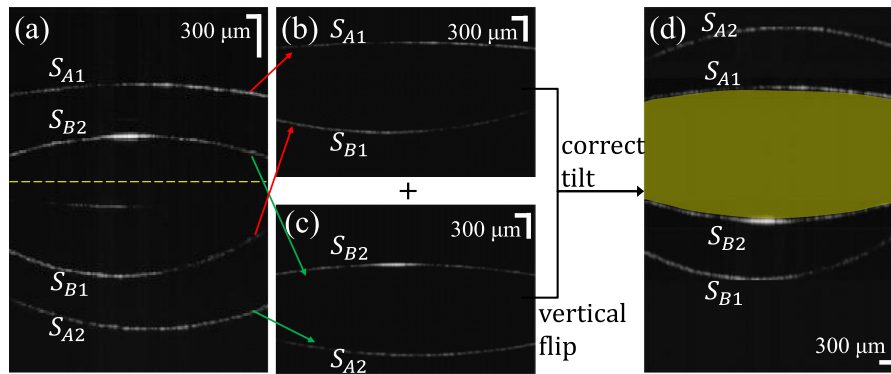 (a)
300 μm
S_A1
S_B2
S_B1
S_A2
(b)
300 μm
S_A1
S_B1
+
(c)
300 μm
S_B2
S_A2
correct
tilt
vertical
flip
(d)
S_A2
S_A1
S_B2
S_B1
300 μm